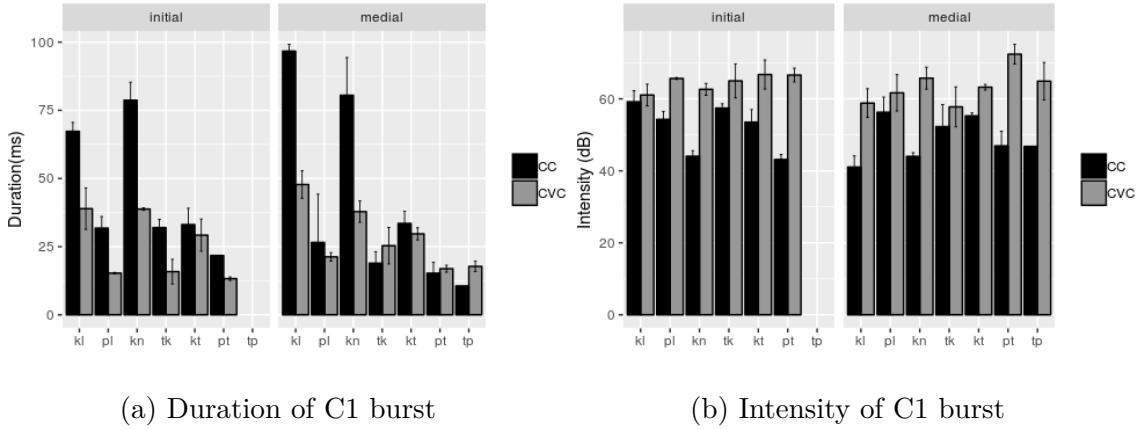 initial medial
100
75
50
25
0
Duration(ms)
kl pl kn tk kt pt tp kl pl kn tk kt pt tp
CC
CVC
(a) Duration of C1 burst
initial medial
60
40
20
0
Intensity (dB)
kl pl kn tk kt pt tp kl pl kn tk kt pt tp
CC
CVC
(b) Intensity of C1 burst